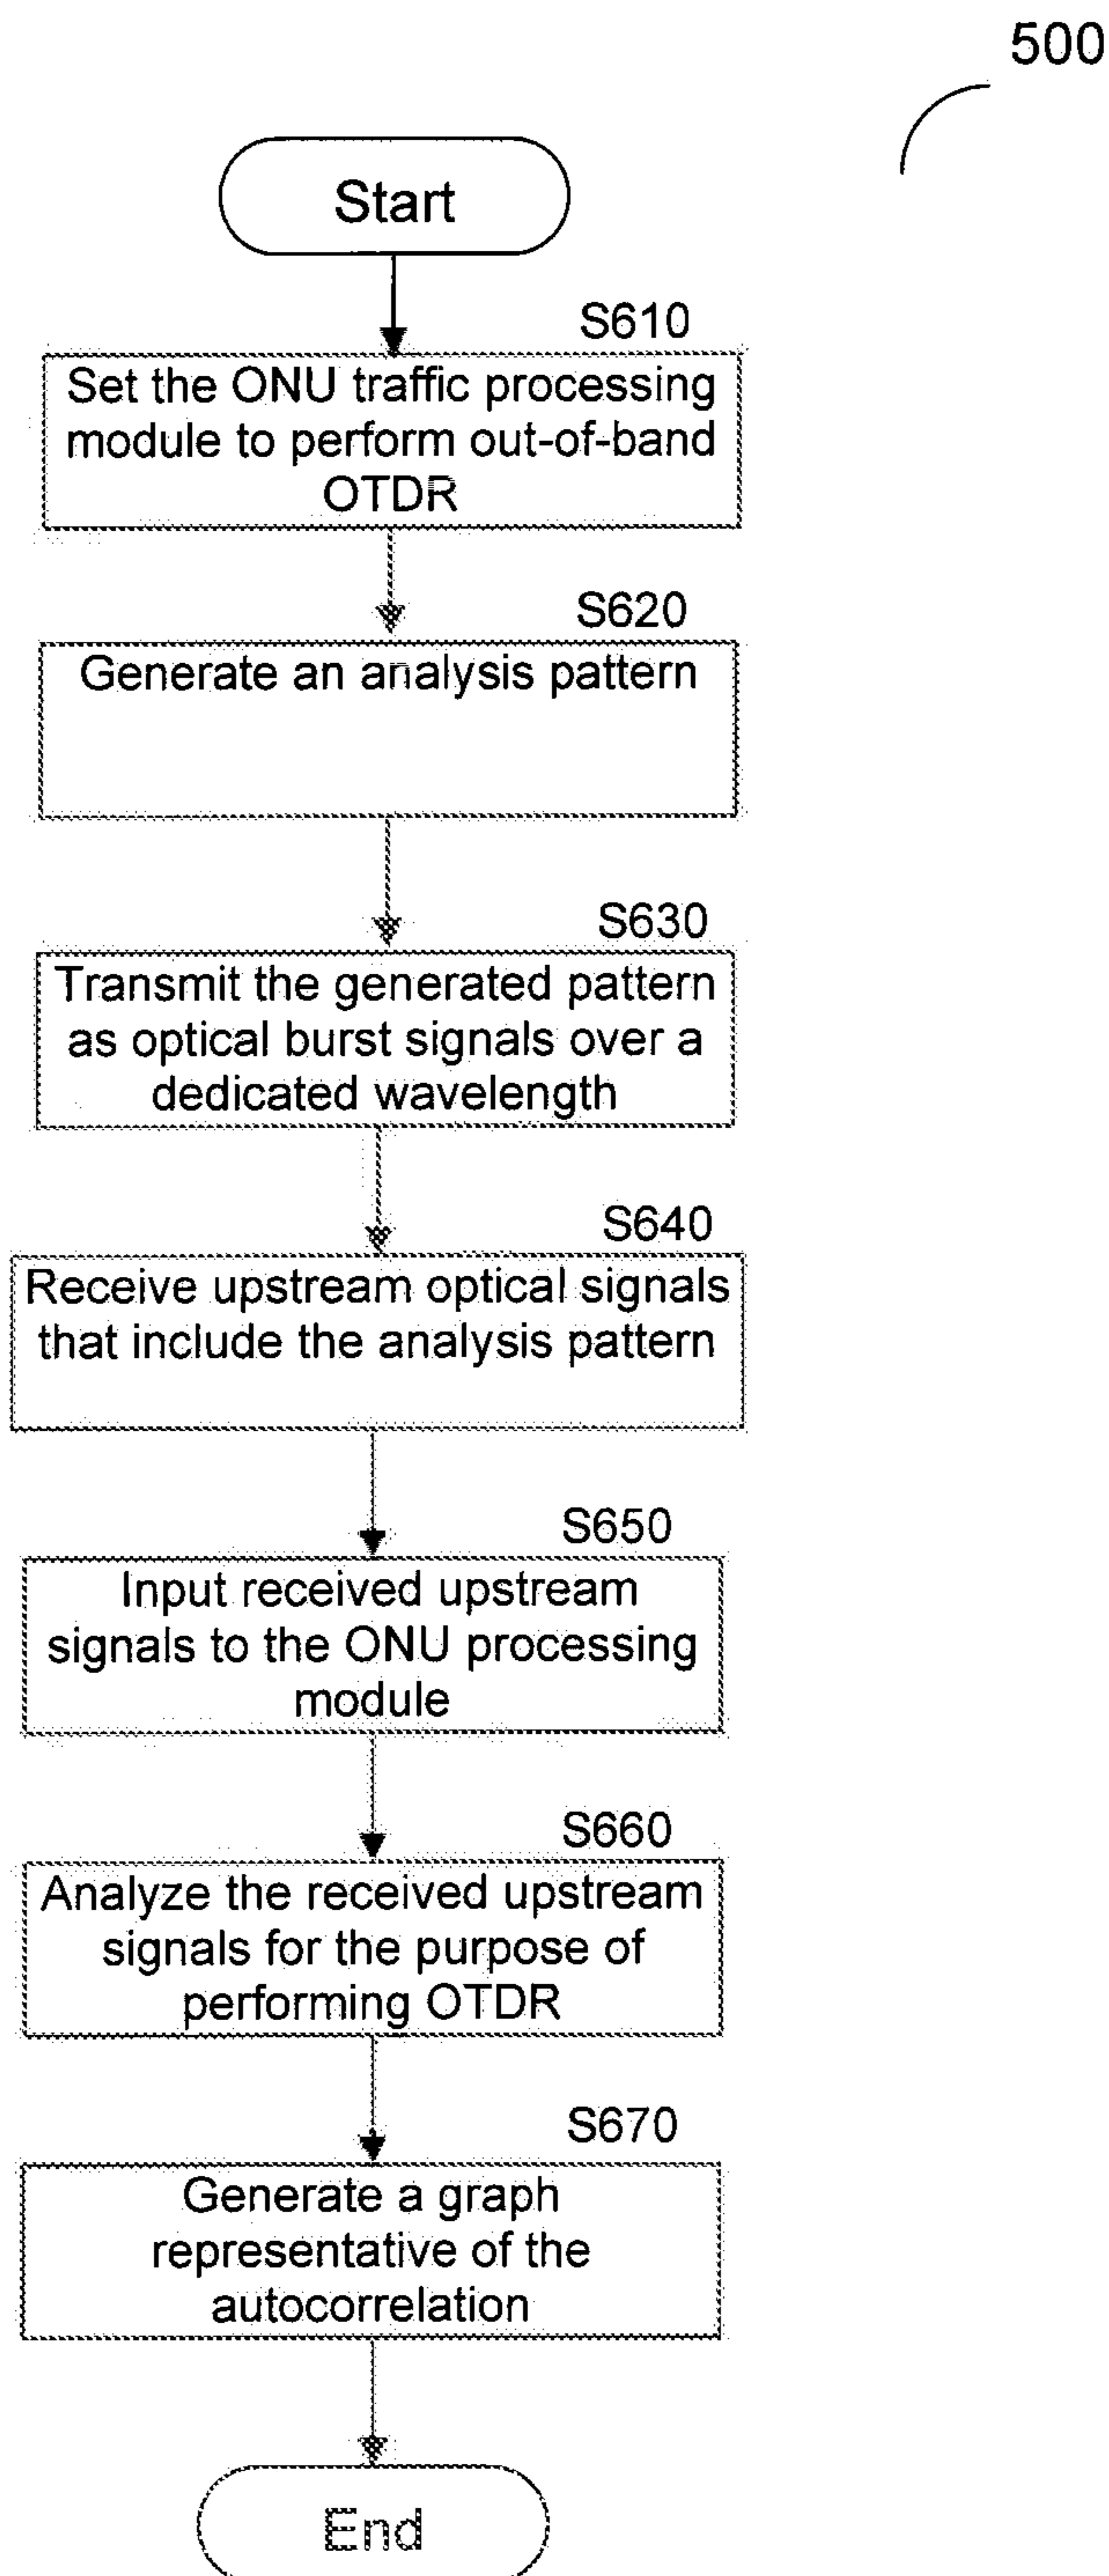 500
Start
S610
Set the ONU traffic processing
module to perform out-of-band
OTDR
S620
Generate an analysis pattern
S630
Transmit the generated pattern
as optical burst signals over a
dedicated wavelength
S640
Receive upstream optical signals
that include the analysis pattern
S650
Input received upstream
signals to the ONU processing
module
S660
Analyze the received upstream
signals for the purpose of
performing OTDR
S670
Generate a graph
representative of the
autocorrelation
End